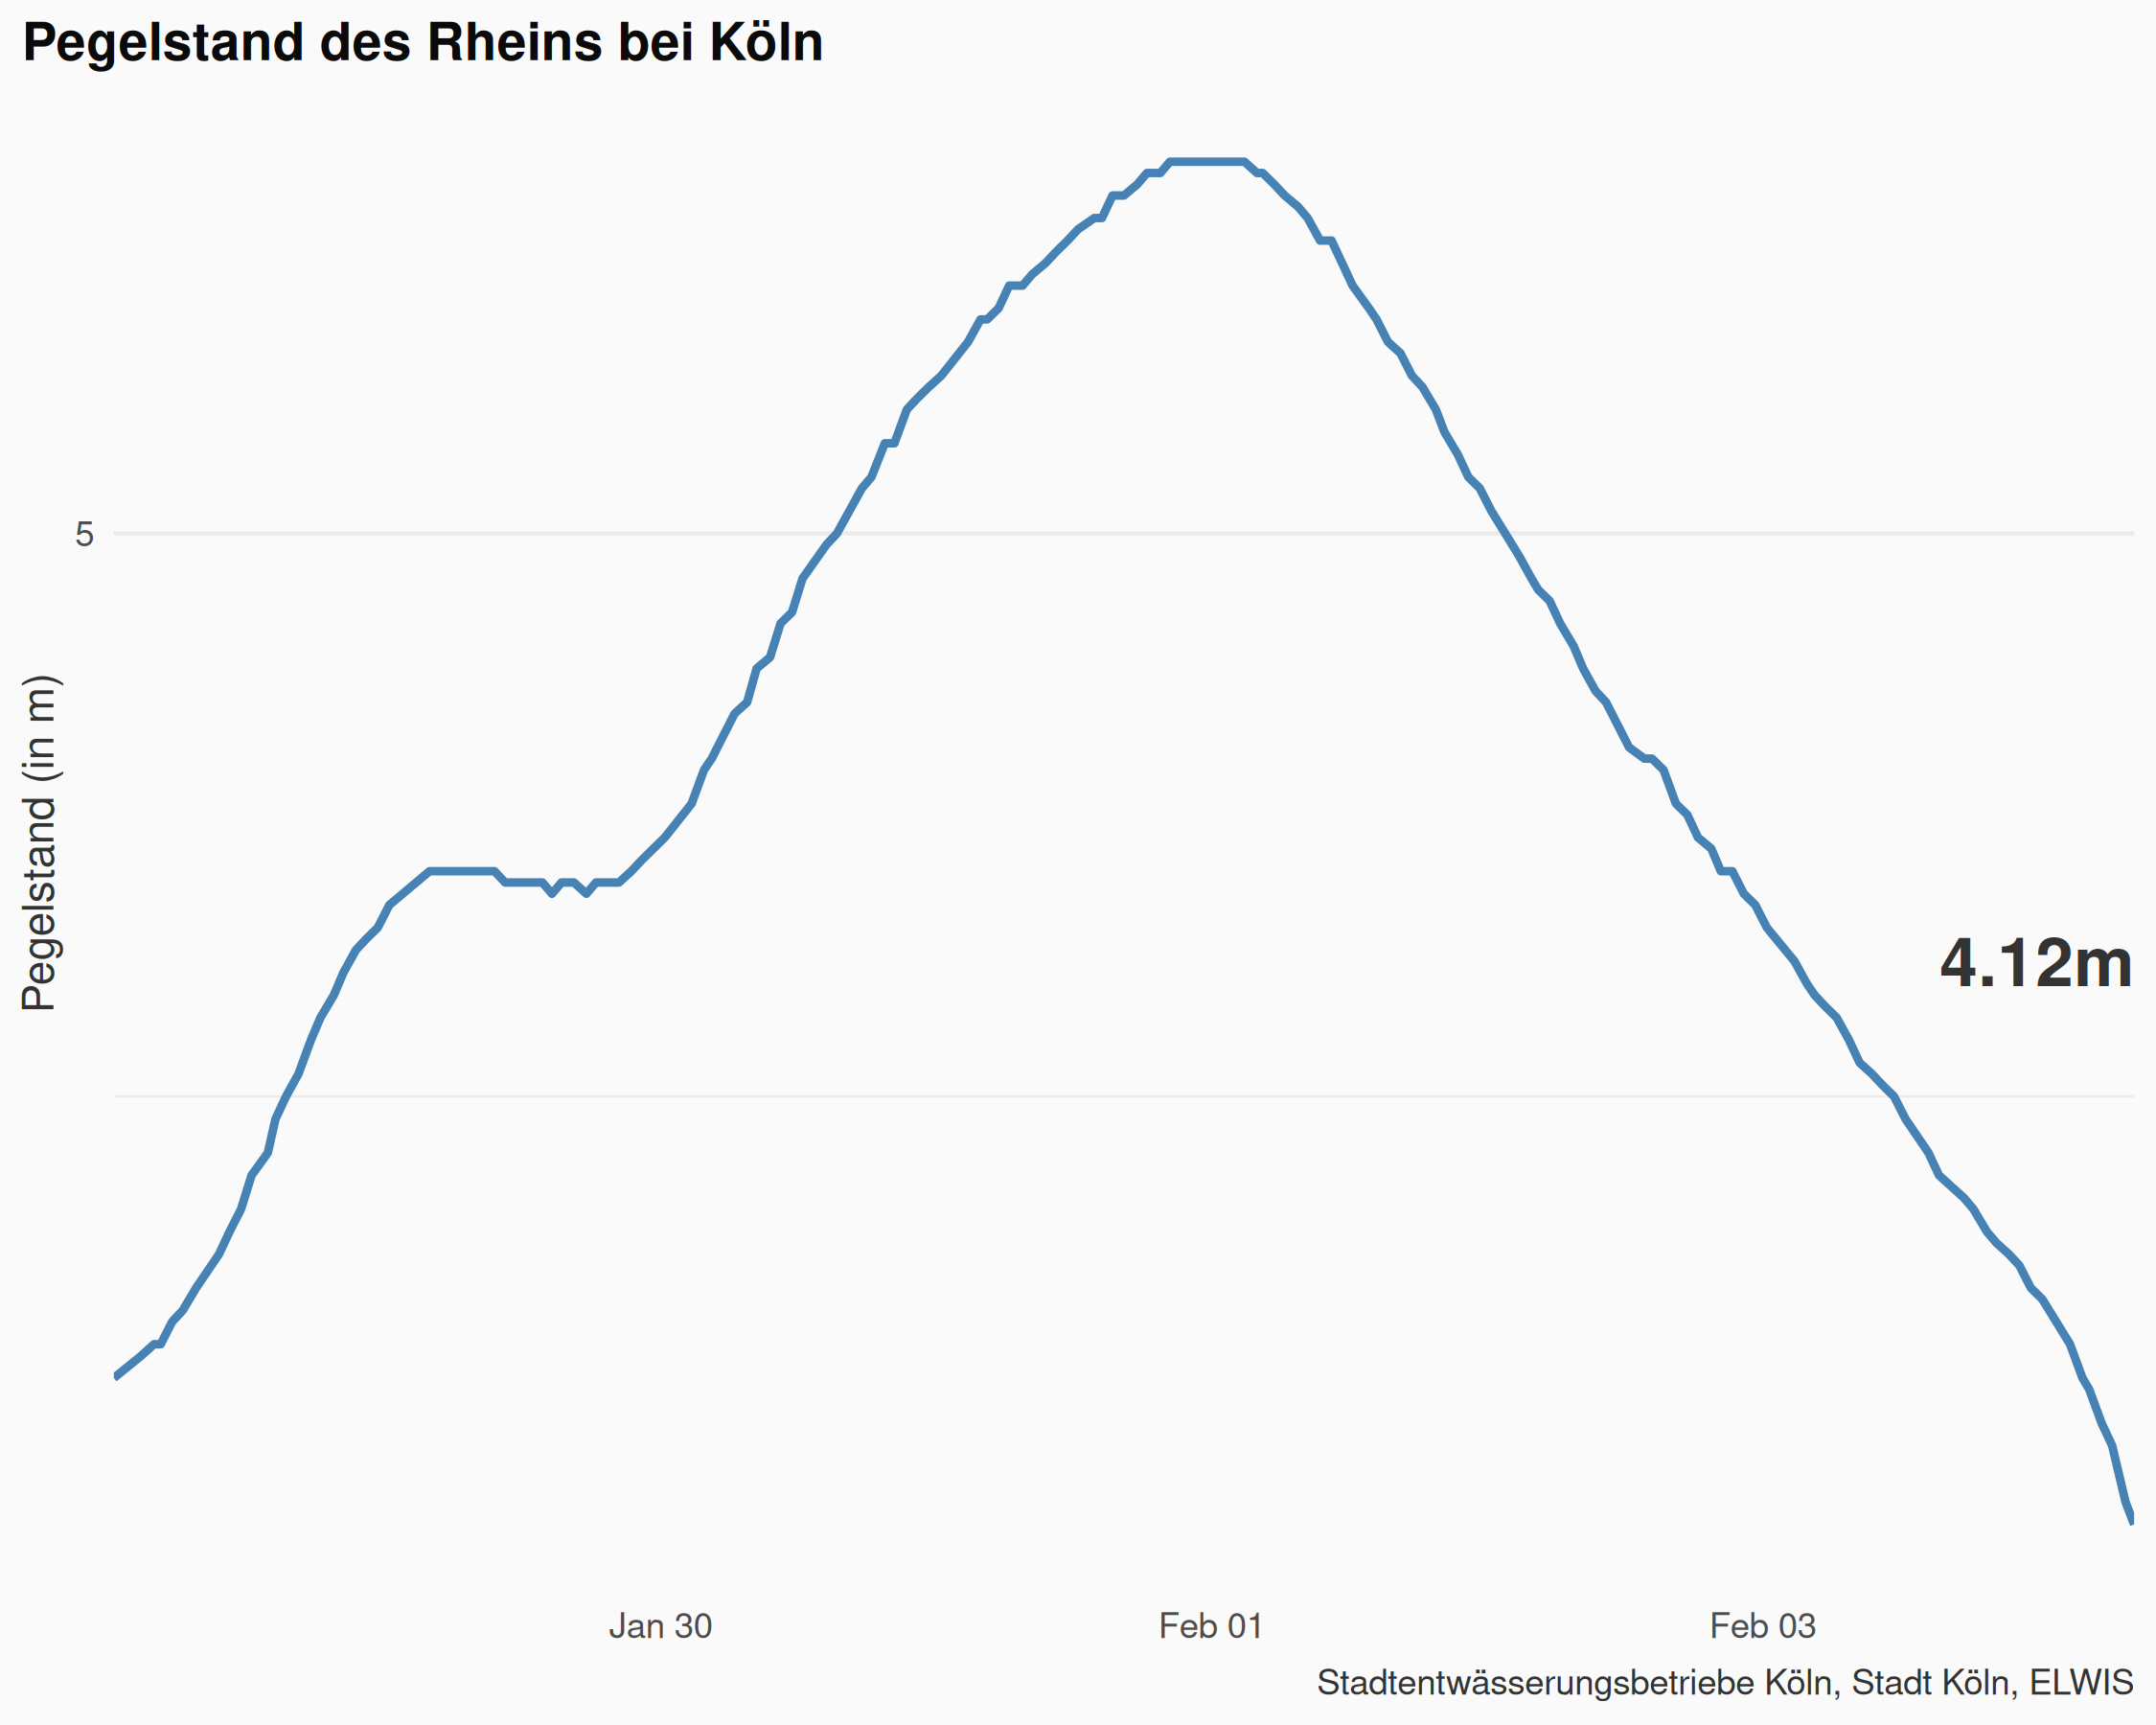 Pegelstand des Rheins bei Köln
5
Pegelstand (in m)
4.12m
Jan 30
Feb 01
Feb 03
Stadtentwässerungsbetriebe Köln, Stadt Köln, ELWIS